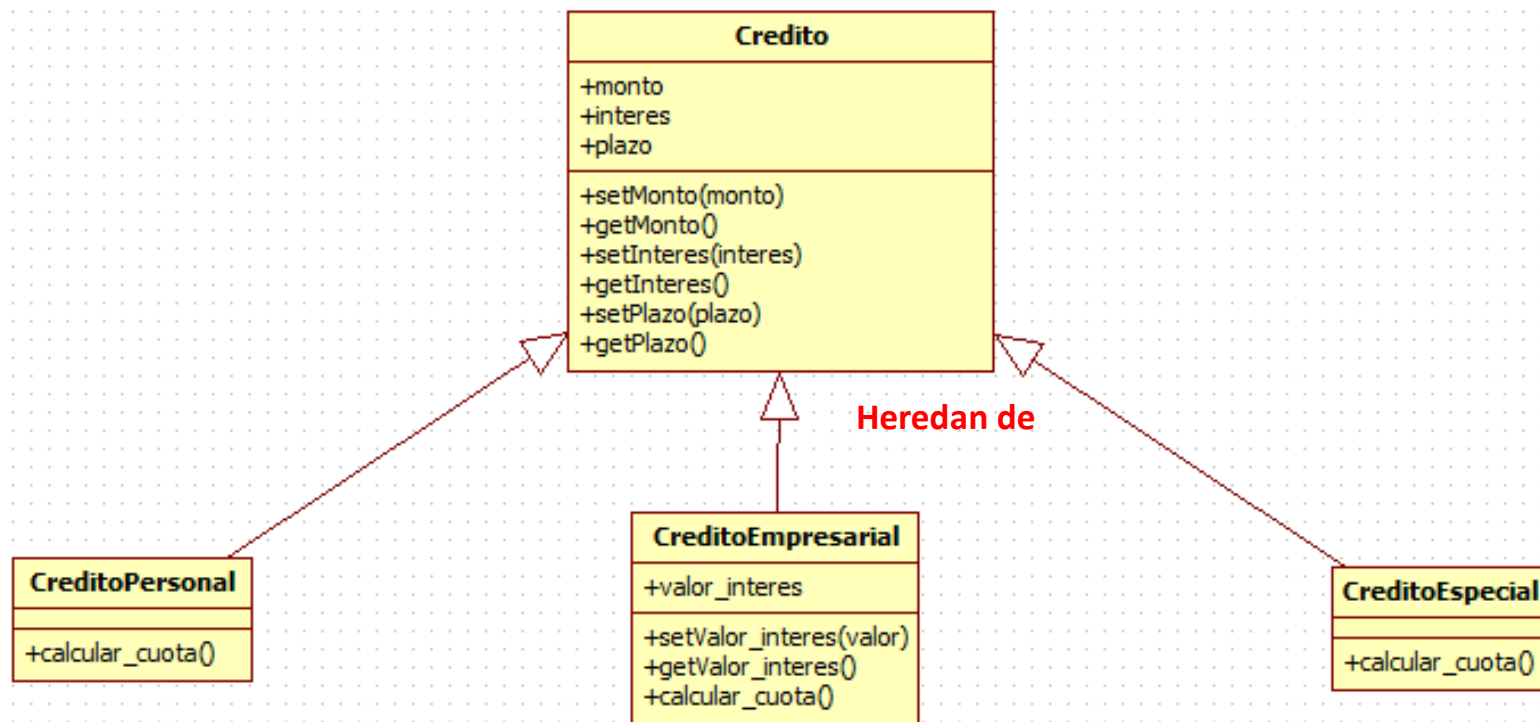 Credito
+monto
+interes
+plazo
+setMonto(monto)
+getMonto()
+setInteres(interes)
+getInteres()
+setPlazo(plazo)
+getPlazo()
Heredan de
CreditoPersonal
+calcular_cuota()
CreditoEmpresarial
+valor_interes
+setValor_interes(valor)
+getValor_interes()
+calcular_cuota()
CreditoEspecial
+calcular_cuota()